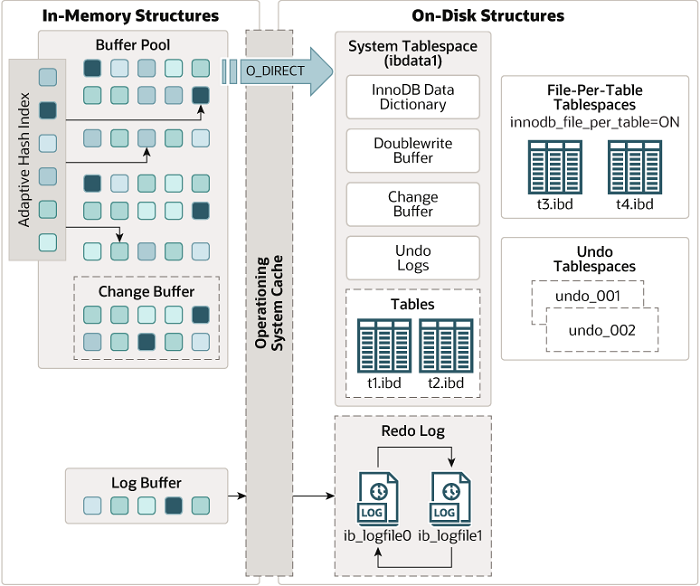 In-Memory Structures
On-Disk Structures
Buffer Pool
Adaptive Hash Index
Change Buffer
Log Buffer
O_DIRECT
Operationing
System Cache
System Tablespace
(ibdata1)
InnoDB Data
Dictionary
Doublewrite
Buffer
Change
Buffer
Undo
Logs
Tables
t1.ibd
t2.ibd
File-Per-Table
Tablespaces
innodb_file_per_table=ON
t3.ibd
t4.ibd
Undo
Tablespaces
undo_001
undo_002
Redo Log
LOG
LOG
ib_logfile0
ib_logfile1